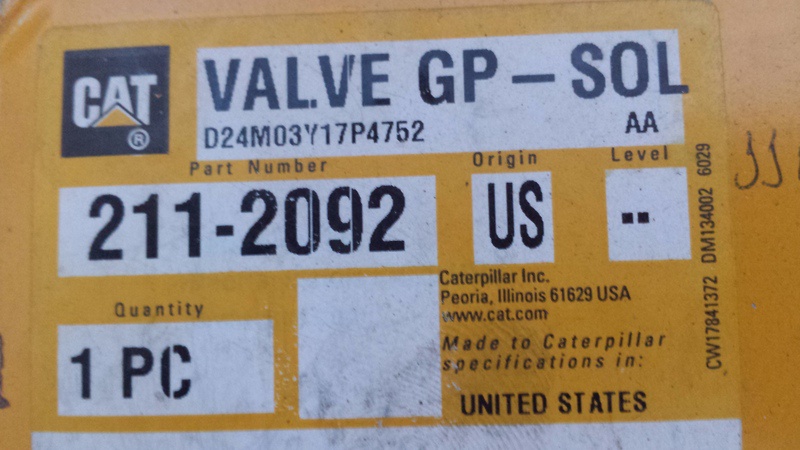 CAT
®
VALVE GP – SOL
D24M03Y17P4752
AA
Part Number
Origin
Level
211-2092
US
--
Caterpillar Inc.
Peoria, Illinois 61629 USA
www.cat.com
Quantity
1 PC
Made to Caterpillar
specifications in:
UNITED STATES
CW17841372 DM134002 6029